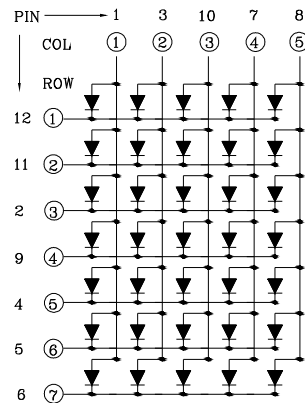 PIN 1 3 10 7 8
COL ① ② ③ ④ ⑤
ROW
12 ①
11 ②
2 ③
9 ④
4 ⑤
5 ⑥
6 ⑦